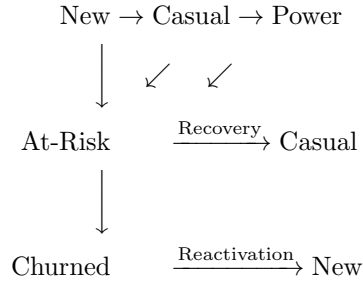 New → Casual → Power
At-Risk Recovery Casual
Churned Reactivation New